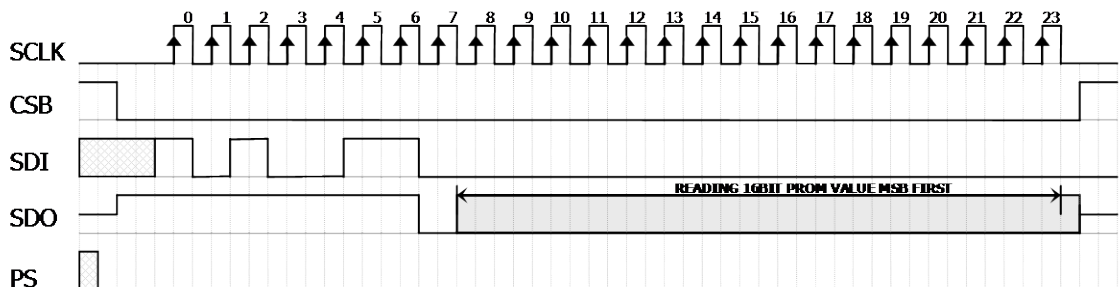 0 1 2 3 4 5 6 7 8 9 10 11 12 13 14 15 16 17 18 19 20 21 22 23
SCLK
CSB
SDI
READING 16BIT PROM VALUE MSB FIRST
SDO
PS